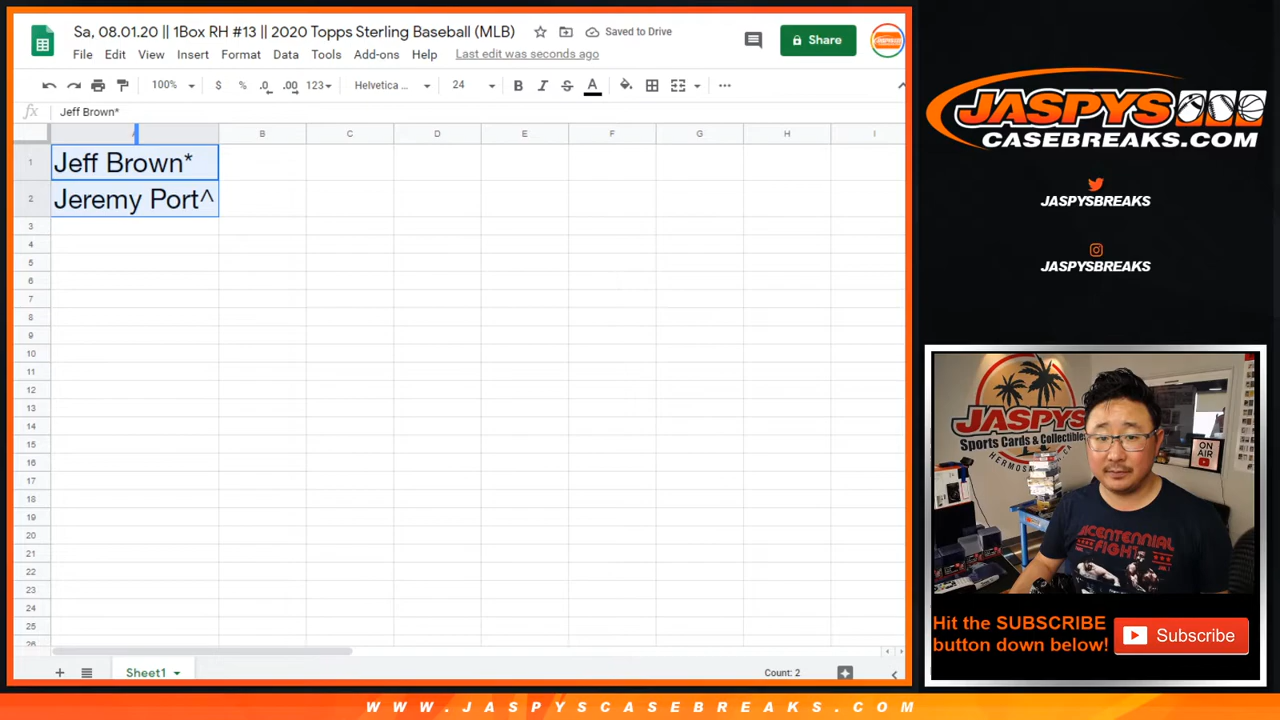 Sa, 08.01.20 || 1Box RH #13 || 2020 Topps Sterling Baseball (MLB)
Saved to Drive
Share
File Edit View Insert Format Data Tools Add-ons Help Last edit was seconds ago
100% $ % .0 .00 123 Helvetica ... 24 B I S A
fx Jeff Brown*
A B C D E F G H I
1 Jeff Brown*
2 Jeremy Port^
3
4
5
6
7
8
9
10
11
12
13
14
15
16
17
18
19
20
21
22
23
24
25
26
Sheet1
Count: 2
JASPYS
CASEBREAKS.COM
JASPYSBREAKS
JASPYSBREAKS
JASPYS
Sports Cards & Collectibles
ON
AIR
BICENTENNIAL
FIGHT
Hit the SUBSCRIBE
button down below!
Subscribe
WWW.JASPYSCASEBREAKS.COM